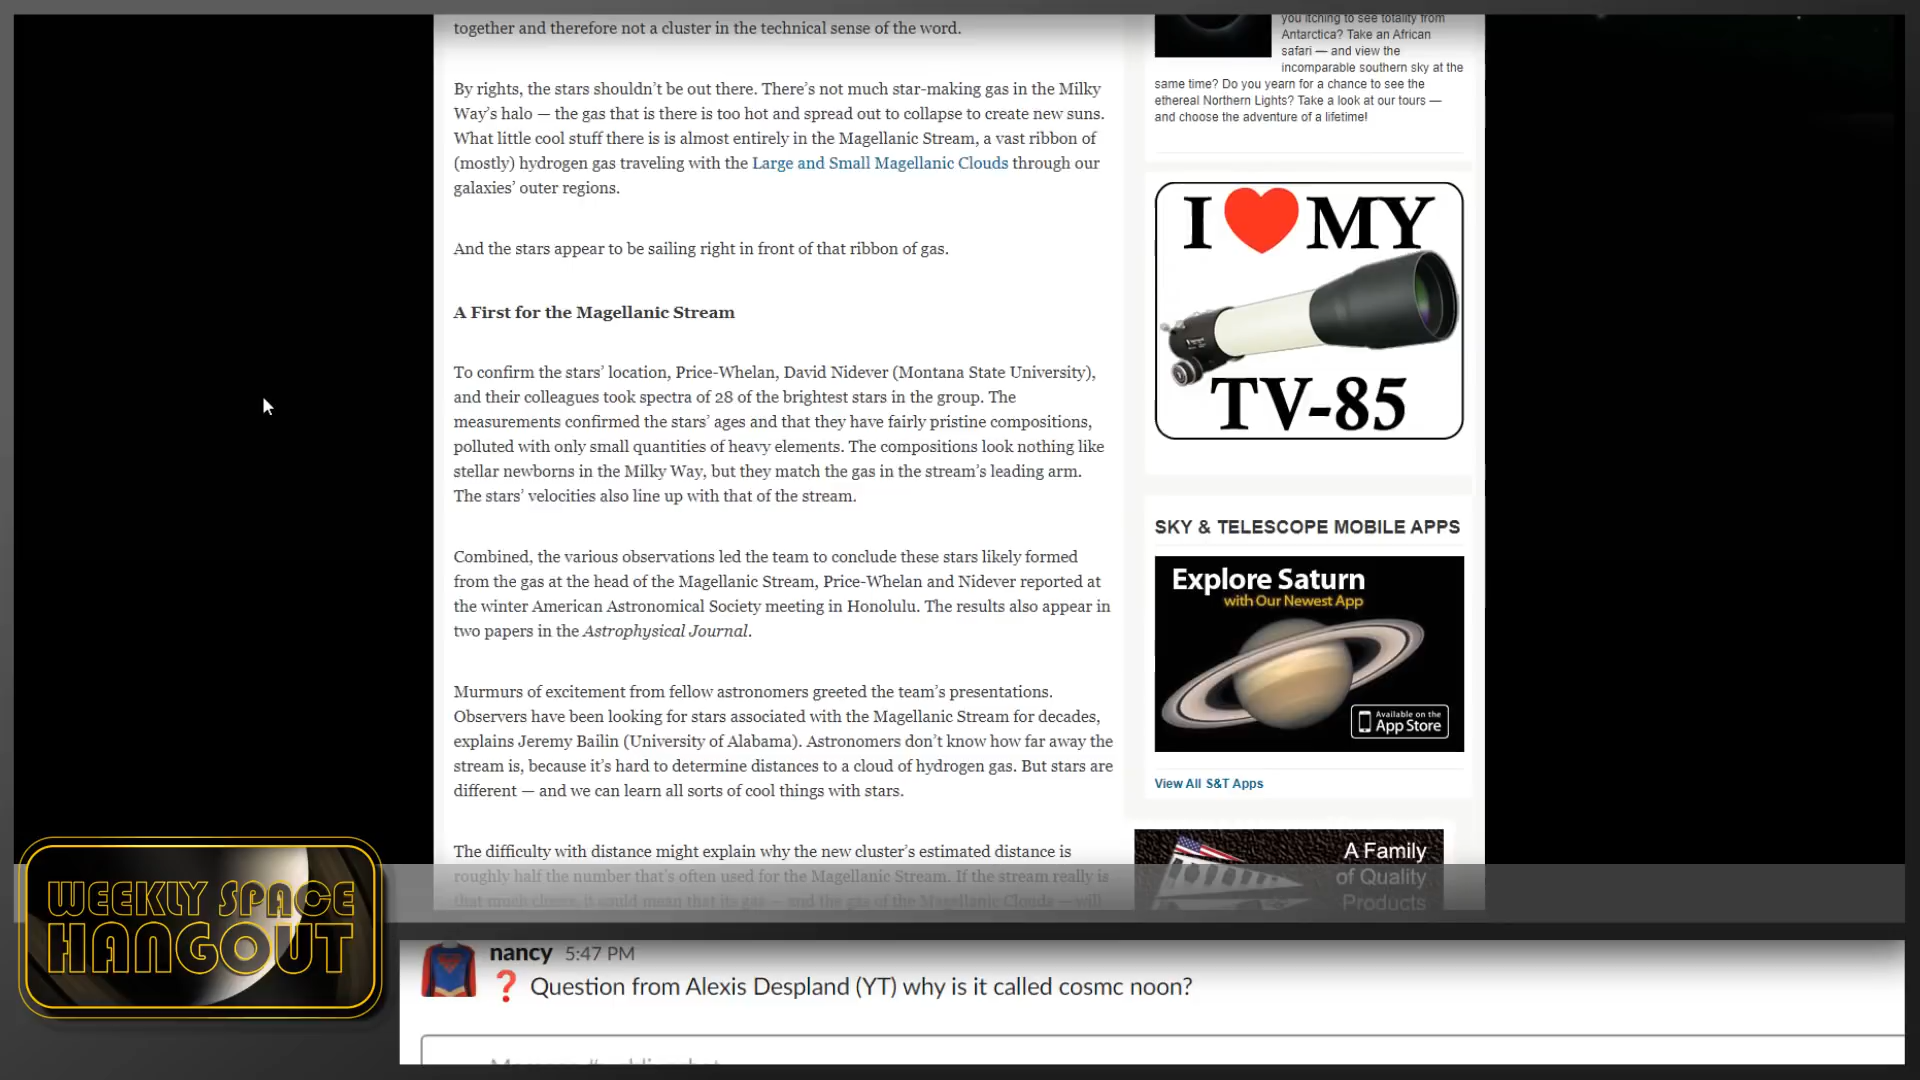 together and therefore not a cluster in the technical sense of the word.
By rights, the stars shouldn’t be out there. There’s not much star-making gas in the Milky
Way’s halo — the gas that is there is too hot and spread out to collapse to create new suns.
What little cool stuff there is is almost entirely in the Magellanic Stream, a vast ribbon of
(mostly) hydrogen gas traveling with the Large and Small Magellanic Clouds through our
galaxies’ outer regions.
And the stars appear to be sailing right in front of that ribbon of gas.
A First for the Magellanic Stream
To confirm the stars’ location, Price-Whelan, David Nidever (Montana State University),
and their colleagues took spectra of 28 of the brightest stars in the group. The
measurements confirmed the stars’ ages and that they have fairly pristine compositions,
polluted with only small quantities of heavy elements. The compositions look nothing like
stellar newborns in the Milky Way, but they match the gas in the stream’s leading arm.
The stars’ velocities also line up with that of the stream.
Combined, the various observations led the team to conclude these stars likely formed
from the gas at the head of the Magellanic Stream, Price-Whelan and Nidever reported at
the winter American Astronomical Society meeting in Honolulu. The results also appear in
two papers in the Astrophysical Journal.
Murmurs of excitement from fellow astronomers greeted the team’s presentations.
Observers have been looking for stars associated with the Magellanic Stream for decades,
explains Jeremy Bailin (University of Alabama). Astronomers don’t know how far away the
stream is, because it’s hard to determine distances to a cloud of hydrogen gas. But stars are
different — and we can learn all sorts of cool things with stars.
The difficulty with distance might explain why the new cluster’s estimated distance is
roughly half the number that’s often used for the Magellanic Stream. If the stream really is
that much closer, it could mean that its gas — and the gas of the Magellanic Clouds — will
you itching to see totality from
Antarctica? Take an African
safari — and view the
incomparable southern sky at the
same time? Do you yearn for a chance to see the
ethereal Northern Lights? Take a look at our tours —
and choose the adventure of a lifetime!
I MY
TV-85
SKY & TELESCOPE MOBILE APPS
Explore Saturn
with Our Newest App
Available on the
App Store
View All S&T Apps
A Family
of Quality
Products
WEEKLY SPACE
HANGOUT
nancy 5:47 PM
❓ Question from Alexis Despland (YT) why is it called cosmc noon?